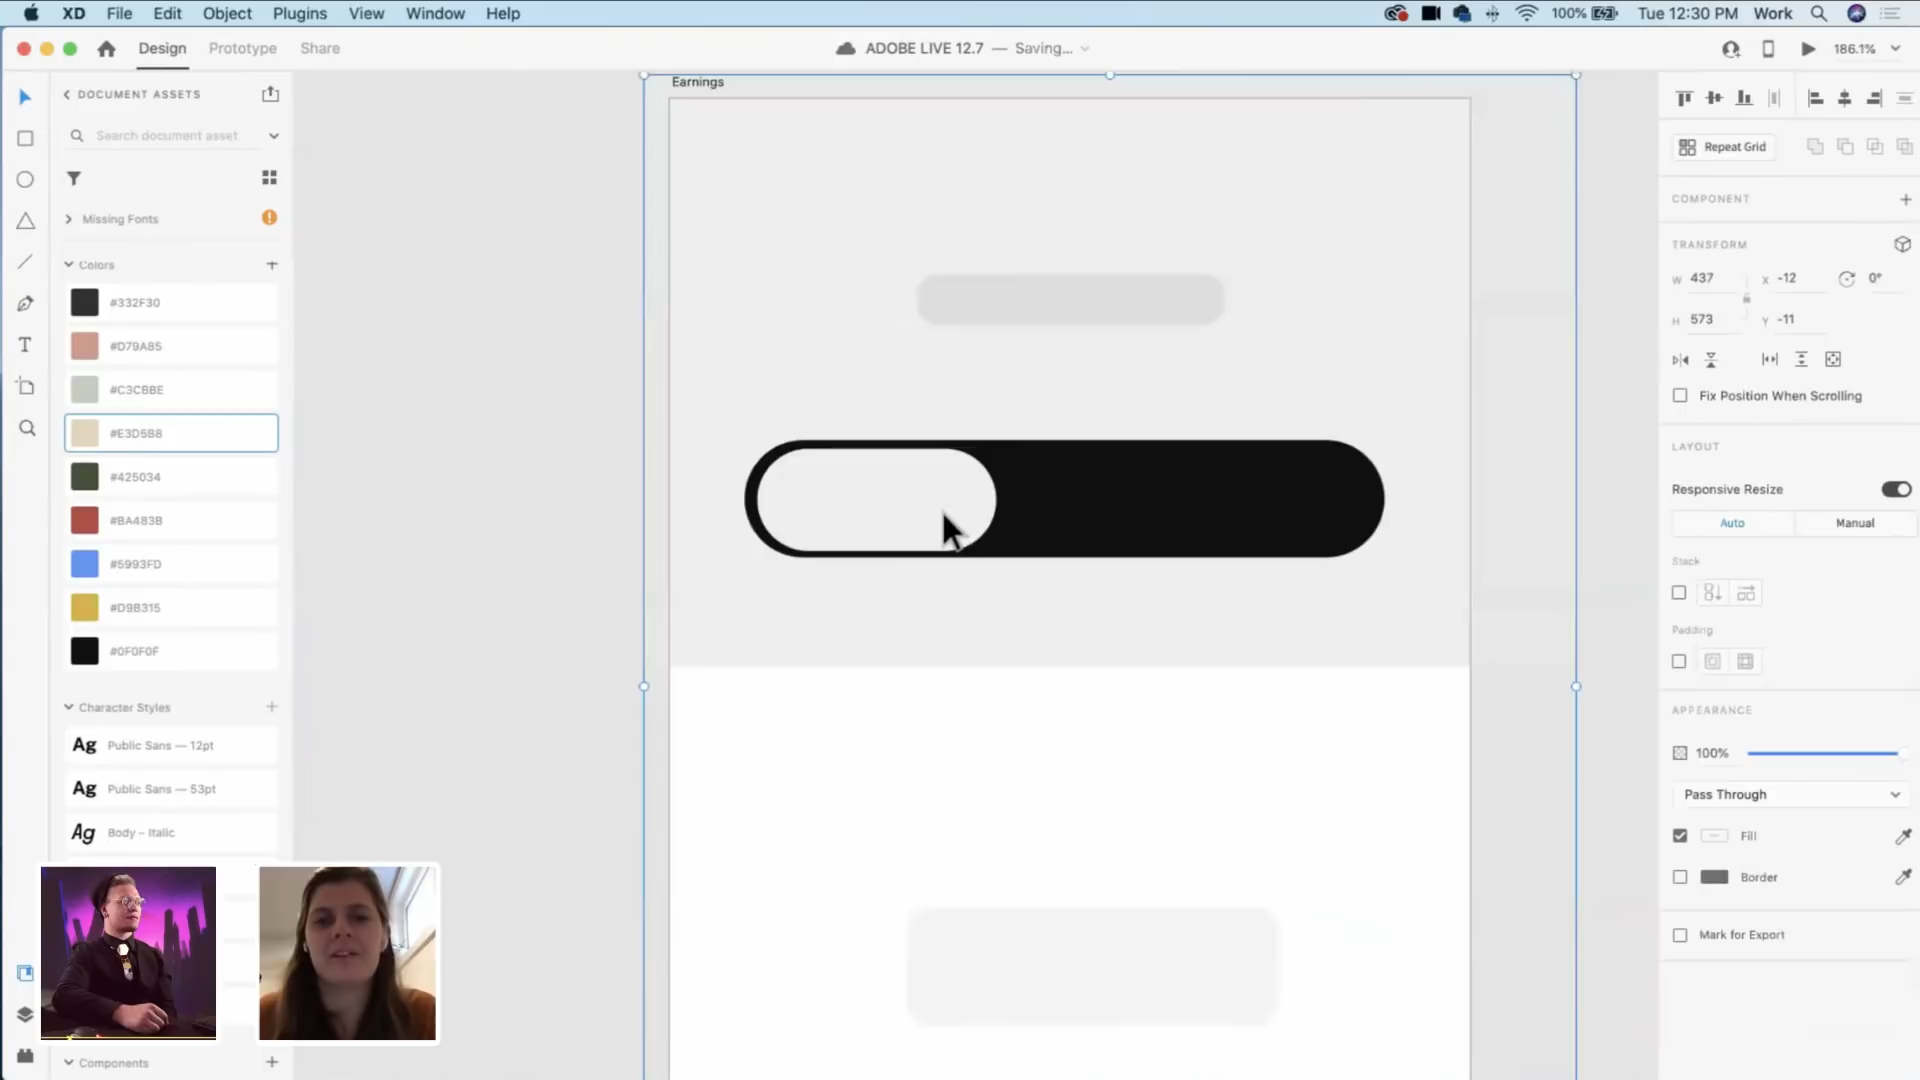 XD File Edit Object Plugins View Window Help
100% Tue 12:30 PM Work
Design Prototype Share
ADOBE LIVE 12.7 — Saving...
186.1%
DOCUMENT ASSETS
Search document asset
Missing Fonts
Colors
#332F30
#D79A85
#C3CBBE
#E3D5B8
#425034
#BA483B
#5993FD
#D9B315
#0F0F0F
Character Styles
Ag Public Sans — 12pt
Ag Public Sans — 53pt
Ag Body – Italic
Components
Earnings
Repeat Grid
COMPONENT
TRANSFORM
W 437 X -12 0°
H 573 Y -11
Fix Position When Scrolling
LAYOUT
Responsive Resize
Auto Manual
Stack
Padding
APPEARANCE
100%
Pass Through
Fill
Border
Mark for Export